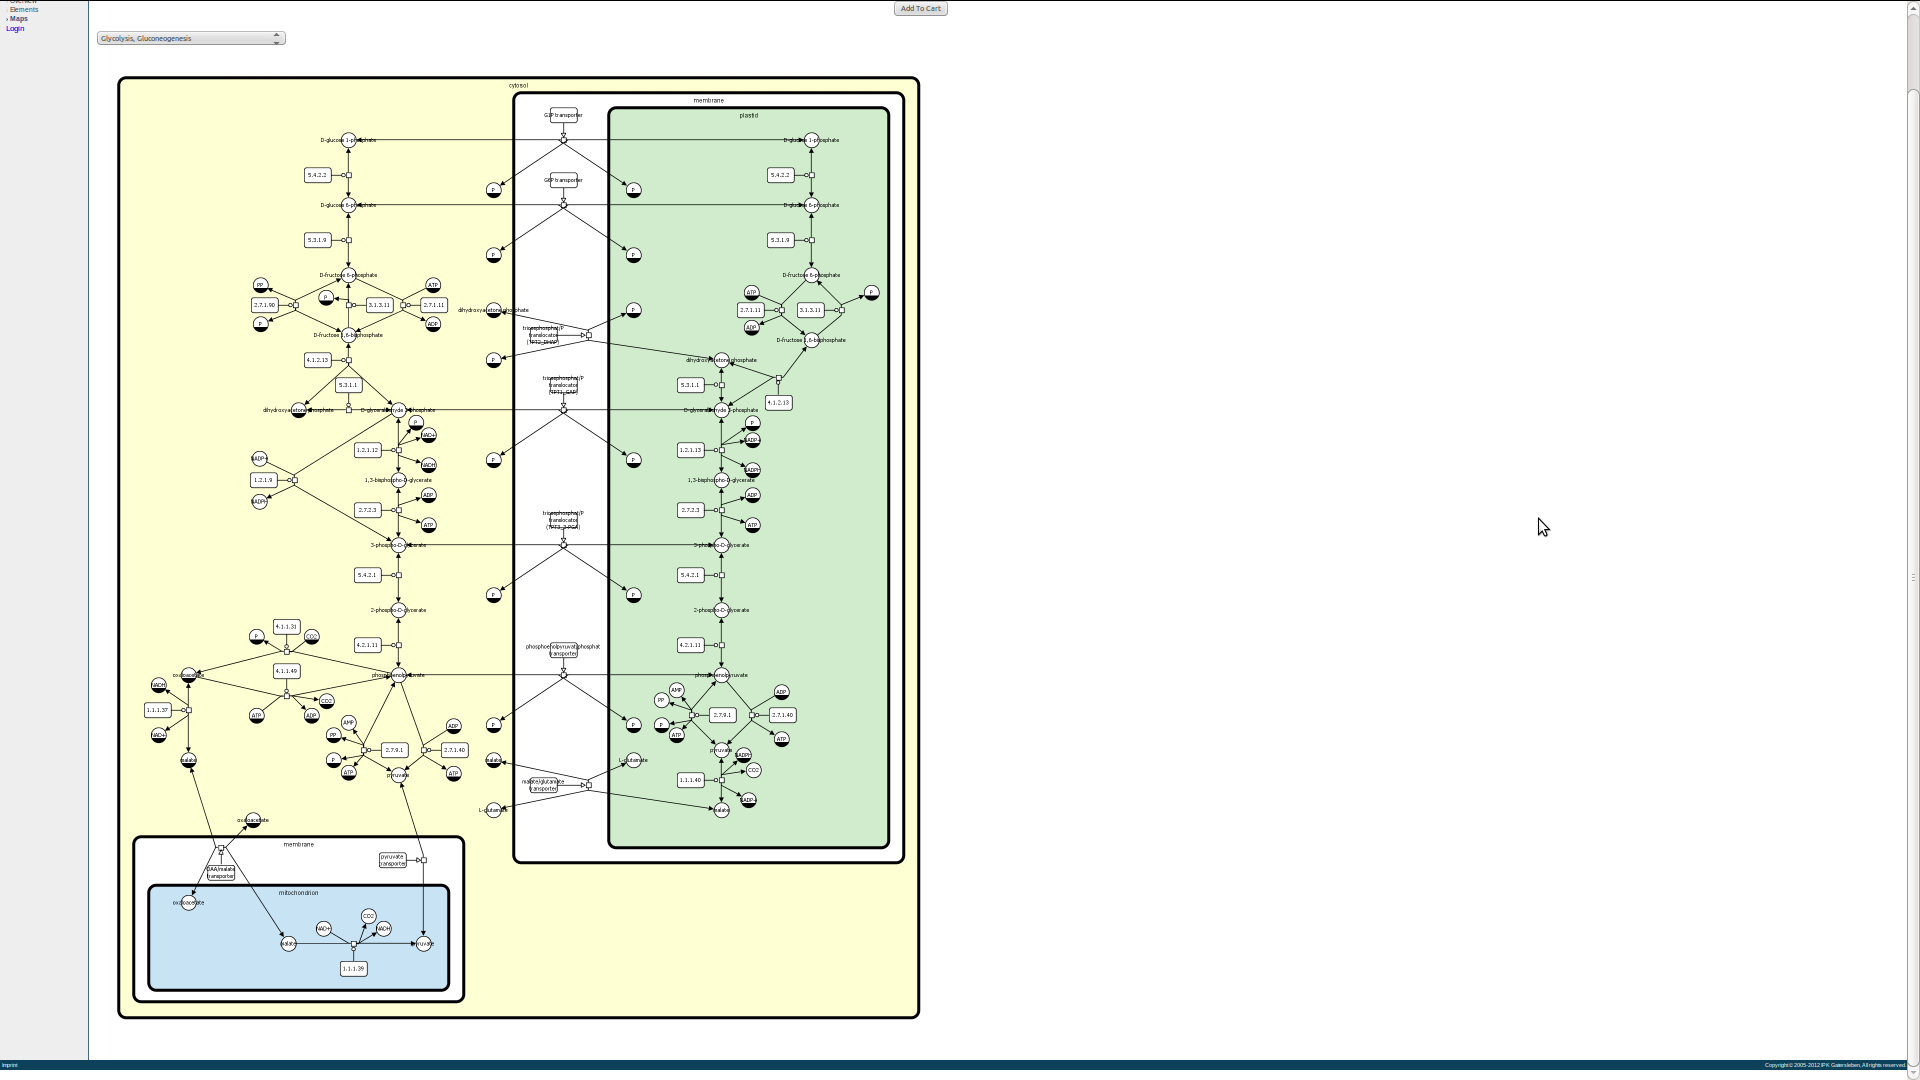 Elements
Maps
Login
Add To Cart
Glycolysis, Gluconeogenesis
cytosol
membrane
G1P transporter
plastid
D-glucose 1-phosphate
D-glucose 1-phosphate
5.4.2.2
5.4.2.2
G6P transporter
P
P
D-glucose 6-phosphate
D-glucose 6-phosphate
5.3.1.9
5.3.1.9
P
P
D-fructose 6-phosphate
D-fructose 6-phosphate
PP
ATP
ATP
P
P
2.7.1.90
3.1.3.11
2.7.1.11
dihydroxyacetone phosphate
P
2.7.1.11
3.1.3.11
P
ADP
ADP
D-fructose 1,6-bisphosphate
triosephosphat/P
translocator
(TPT2_DHAP)
D-fructose 1,6-bisphosphate
4.1.2.13
P
dihydroxyacetone phosphate
5.3.1.1
triosephosphat/P
translocator
(TPT1_GAP)
5.3.1.1
4.1.2.13
dihydroxyacetone phosphate
D-glyceraldehyde 3-phosphate
D-glyceraldehyde 3-phosphate
P
NAD+
P
NADP+
NADP+
1.2.1.12
1.2.1.13
NADH
P
P
NADPH
1.2.1.9
1,3-bisphospho-D-glycerate
1,3-bisphospho-D-glycerate
NADPH
ADP
ADP
2.7.2.3
2.7.2.3
ATP
ATP
triosephosphat/P
translocator
(TPT3_3-PGA)
3-phospho-D-glycerate
3-phospho-D-glycerate
5.4.2.1
5.4.2.1
P
P
2-phospho-D-glycerate
2-phospho-D-glycerate
4.1.1.31
P
CO2
4.2.1.11
phosphoenolpyruvat/phosphat
transporter
4.2.1.11
4.1.1.49
oxaloacetate
phosphoenolpyruvate
phosphoenolpyruvate
NADH
CO2
AMP
ADP
PP
1.1.1.37
ATP
ADP
2.7.9.1
2.7.1.40
AMP
ADP
P
P
P
NAD+
PP
ATP
ATP
2.7.9.1
2.7.1.40
pyruvate
malate
P
malate
L-glutamate
NADPH
ATP
pyruvate
ATP
CO2
malate/glutamate
transporter
1.1.1.40
NADP+
L-glutamate
malate
oxaloacetate
membrane
pyruvate
transporter
OAA/malate
transporter
mitochondrion
oxaloacetate
CO2
NAD+
NADH
malate
pyruvate
1.1.1.39
Imprint
Copyright© 2005-2012 IPK Gatersleben, All rights reserved.